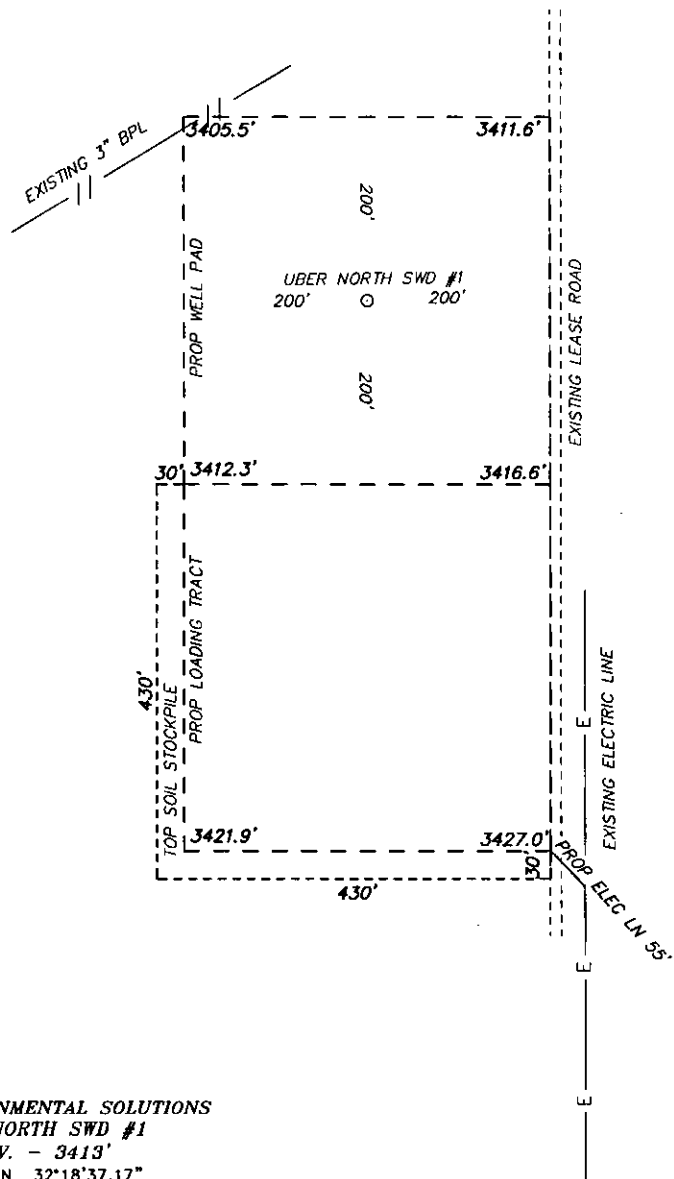 EXISTING 3" BPL
3405.5'
3411.6'
200'
PROP WELL PAD
UBER NORTH SWD #1
200'
200'
EXISTING LEASE ROAD
200'
30'
3412.3'
3416.6'
430'
TOP SOIL STOCKPILE
PROP LOADING TRACT
E
EXISTING ELECTRIC LINE
3421.9'
3427.0'
30'
PROP ELEC LN 55'
430'
E
E
NMENTAL SOLUTIONS
NORTH SWD #1
V. - 3413'
N 32°18'37.17"